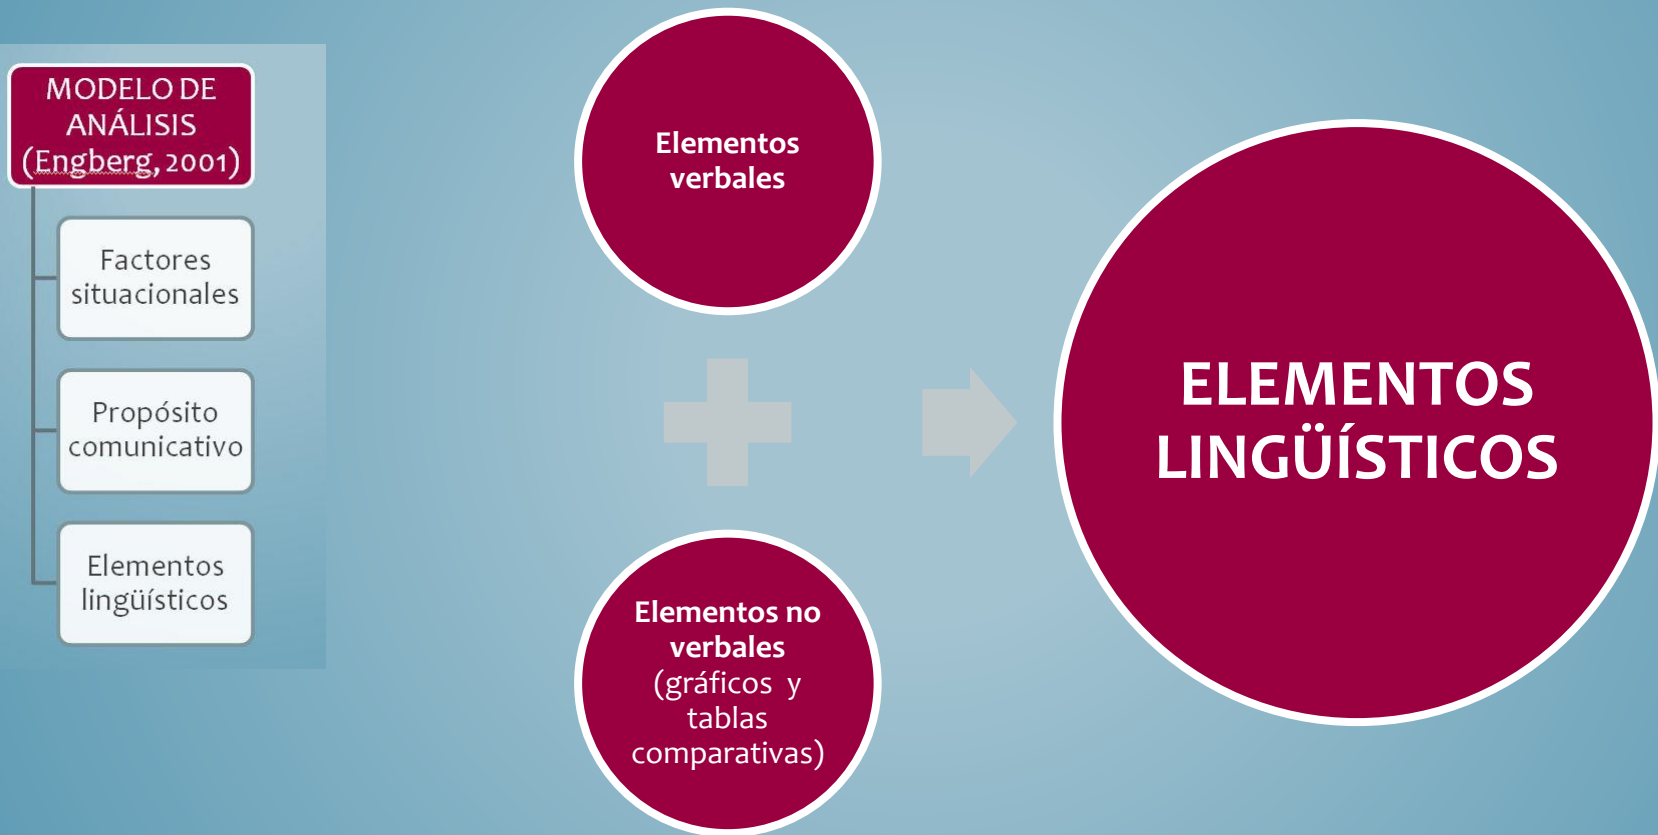 MODELO DE
ANÁLISIS
(Engberg, 2001)
Factores
situacionales
Propósito
comunicativo
Elementos
lingüísticos
Elementos
verbales
Elementos no
verbales
(gráficos y
tablas
comparativas)
ELEMENTOS
LINGÜÍSTICOS